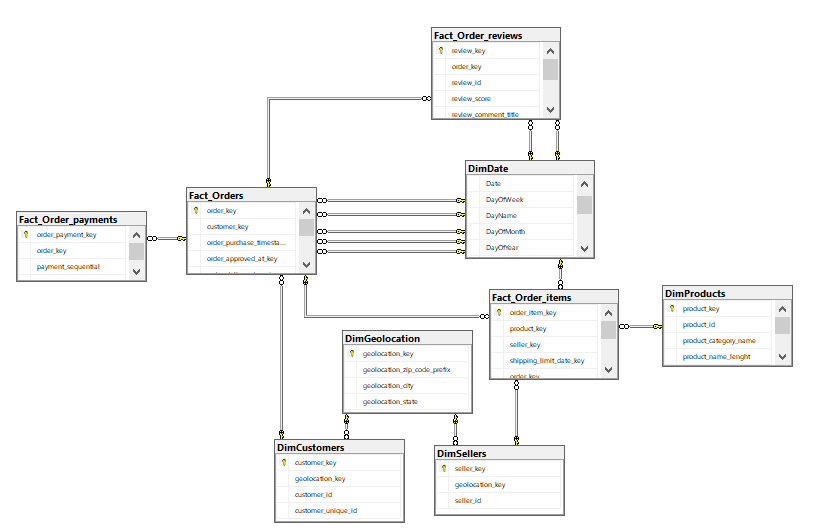 Fact_Order_reviews
review_key
order_key
review_id
review_score
review_comment_title
DimDate
Date
DayOfWeek
DayName
DayOfMonth
DayOfYear
Fact_Orders
order_key
customer_key
order_purchase_timesta...
order_approved_at_key
Fact_Order_payments
order_payment_key
order_key
payment_sequential
Fact_Order_items
order_item_key
product_key
seller_key
shipping_limit_date_key
order_key
DimProducts
product_key
product_id
product_category_name
product_name_lenght
DimGeolocation
geolocation_key
geolocation_zip_code_prefix
geolocation_city
geolocation_state
DimCustomers
customer_key
geolocation_key
customer_id
customer_unique_id
DimSellers
seller_key
geolocation_key
seller_id